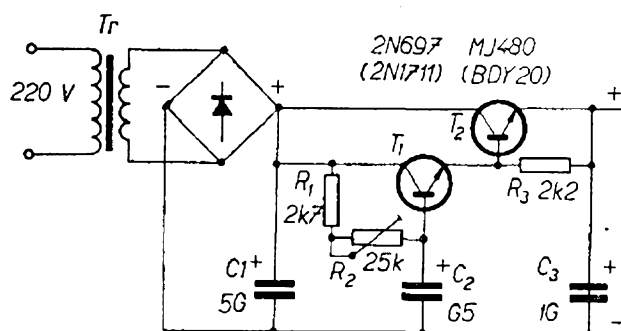 Tr
2N697 MJ480
(2N1711) (BDY20)
220 V
- +
+
T2
T1
R1
2k7
R3 2k2
R2 25k
C1 +
5G
+ C2
G5
C3 +
1G
-